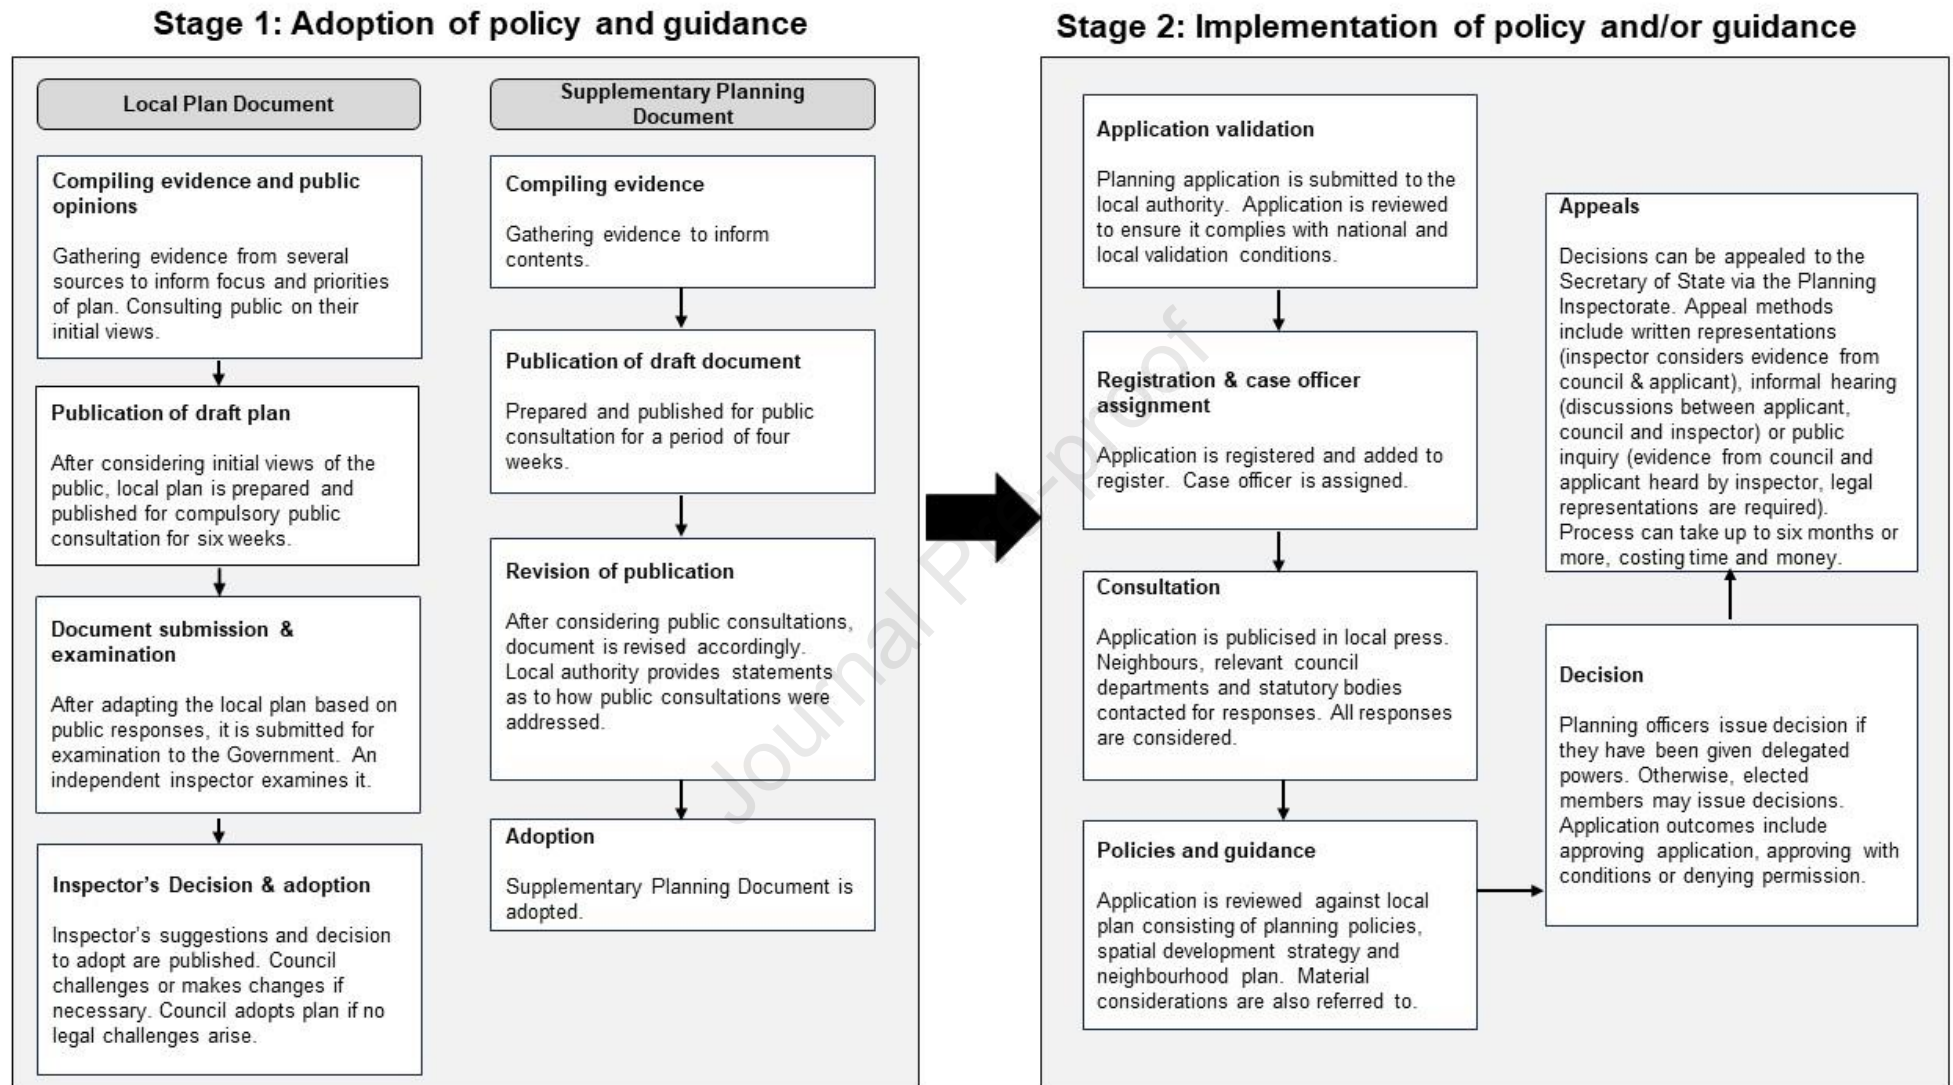 Stage 1: Adoption of policy and guidance
Local Plan Document
Compiling evidence and public
opinions
Gathering evidence from several
sources to inform focus and priorities
of plan. Consulting public on their
initial views.
Publication of draft plan
After considering initial views of the
public, local plan is prepared and
published for compulsory public
consultation for six weeks.
Document submission &
examination
After adapting the local plan based on
public responses, it is submitted for
examination to the Government. An
independent inspector examines it.
Inspector's Decision & adoption
Inspector's suggestions and decision
to adopt are published. Council
challenges or makes changes if
necessary. Council adopts plan if no
legal challenges arise.
Supplementary Planning
Document
Compiling evidence
Gathering evidence to inform
contents.
Publication of draft document
Prepared and published for public
consultation for a period of four
weeks.
Revision of publication
After considering public consultations,
document is revised accordingly.
Local authority provides statements
as to how public consultations were
addressed.
Adoption
Supplementary Planning Document is
adopted.
Stage 2: Implementation of policy and/or guidance
Application validation
Planning application is submitted to the
local authority. Application is reviewed
to ensure it complies with national and
local validation conditions.
Registration & case officer
assignment
Application is registered and added to
register. Case officer is assigned.
Consultation
Application is publicised in local press.
Neighbours, relevant council
departments and statutory bodies
contacted for responses. All responses
are considered.
Policies and guidance
Application is reviewed against local
plan consisting of planning policies,
spatial development strategy and
neighbourhood plan. Material
considerations are also referred to.
Decision
Planning officers issue decision if
they have been given delegated
powers. Otherwise, elected
members may issue decisions.
Application outcomes include
approving application, approving with
conditions or denying permission.
Appeals
Decisions can be appealed to the
Secretary of State via the Planning
Inspectorate. Appeal methods
include written representations
(inspector considers evidence from
council & applicant), informal hearing
(discussions between applicant,
council and inspector) or public
inquiry (evidence from council and
applicant heard by inspector, legal
representations are required).
Process can take up to six months or
more, costing time and money.
Journal Pre-proof